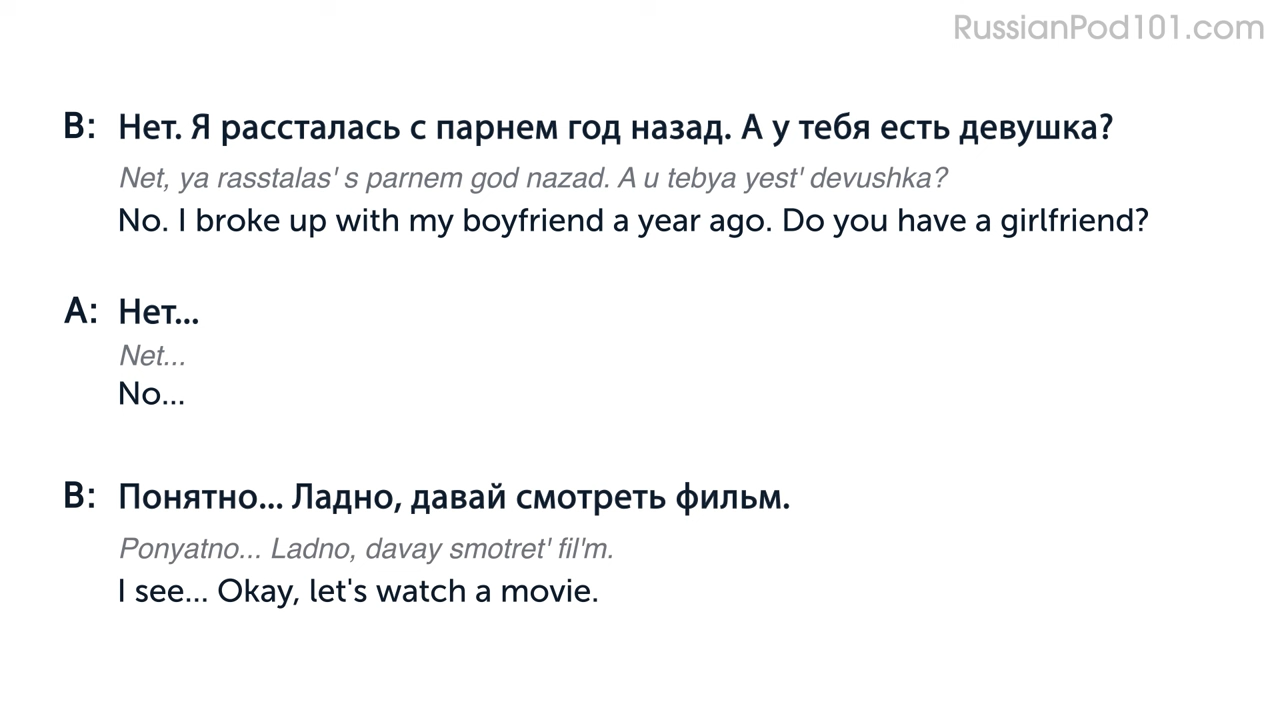 RussianPod101.com
B: Нет. Я рассталась с парнем год назад. А у тебя есть девушка?
Net, ya rasstalas' s parnem god nazad. A u tebya yest' devushka?
No. I broke up with my boyfriend a year ago. Do you have a girlfriend?
A: Нет...
Net...
No...
B: Понятно... Ладно, давай смотреть фильм.
Ponyatno... Ladno, davay smotret' fil'm.
I see... Okay, let's watch a movie.